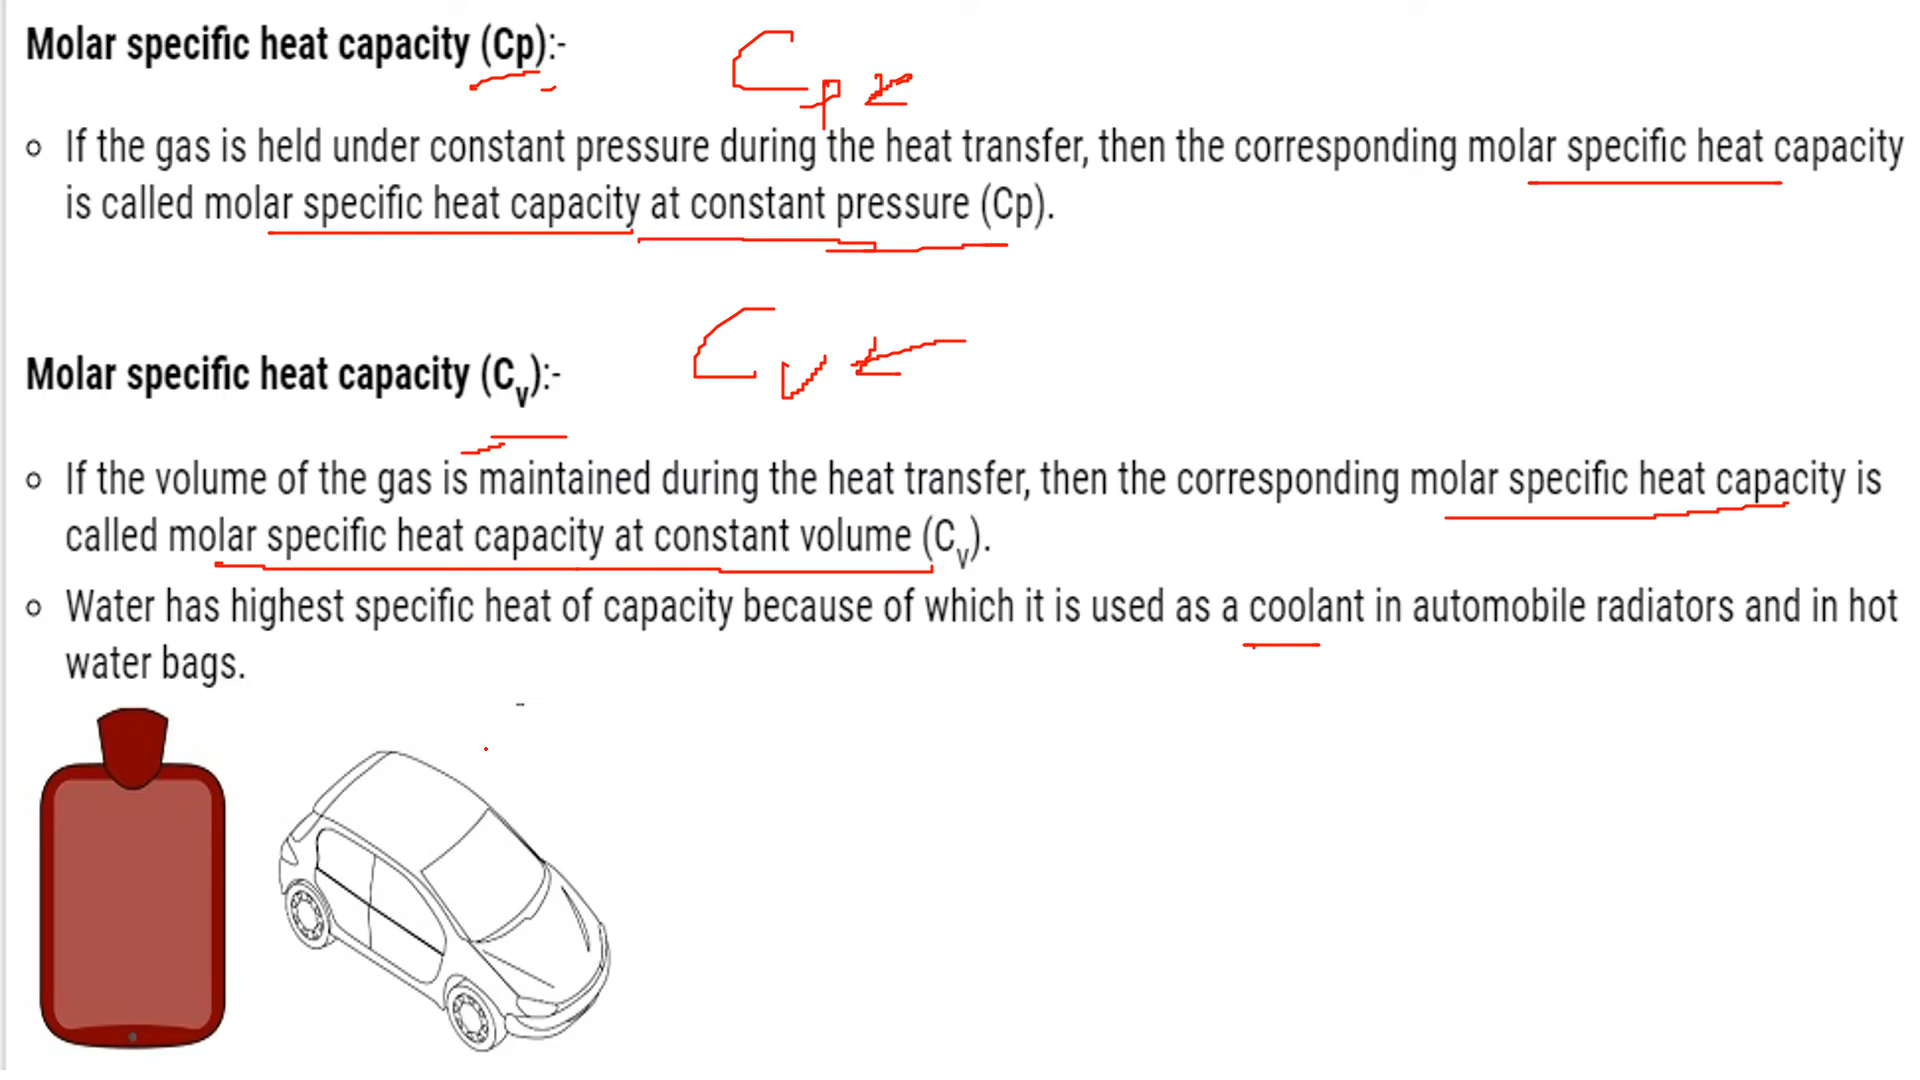 Molar specific heat capacity (Cp):-
Cp
○ If the gas is held under constant pressure during the heat transfer, then the corresponding molar specific heat capacity
is called molar specific heat capacity at constant pressure (Cp).
Cv
Molar specific heat capacity (Cv):-
○ If the volume of the gas is maintained during the heat transfer, then the corresponding molar specific heat capacity is
called molar specific heat capacity at constant volume (Cv).
○ Water has highest specific heat of capacity because of which it is used as a coolant in automobile radiators and in hot
water bags.